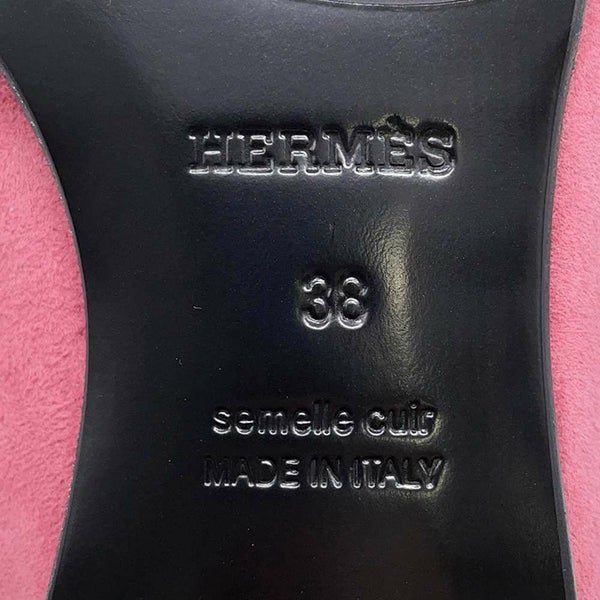 HERMÈS
38
semelle cuir
MADE IN ITALY